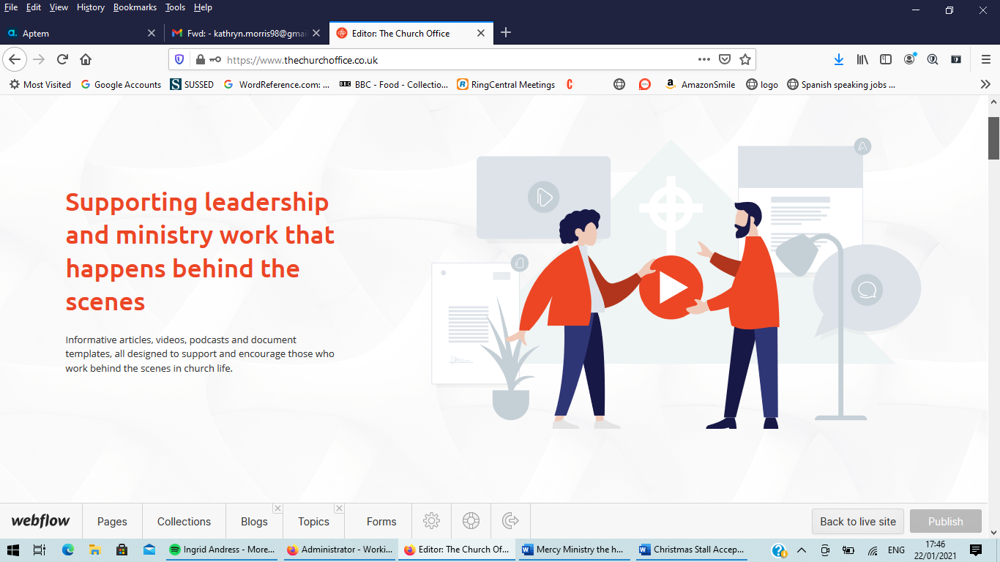 File Edit View History Bookmarks Tools Help
a. Aptem
Fwd: - kathryn.morris98@gmai
Editor: The Church Office
https://www.thechurchoffice.co.uk
Most Visited
Google Accounts
S SUSSED
WordReference.com: ...
BBC BBC - Food - Collectio...
RingCentral Meetings
AmazonSmile
logo
Spanish speaking jobs ...
Supporting leadership
and ministry work that
happens behind the
scenes
Informative articles, videos, podcasts and document
templates, all designed to support and encourage those who
work behind the scenes in church life.
A
webflow
Pages
Collections
Blogs
Topics
Forms
Back to live site
Publish
Ingrid Andress - More...
Administrator - Worki...
Editor: The Church Of...
Mercy Ministry the h...
Christmas Stall Accep...
ENG
17:46
22/01/2021